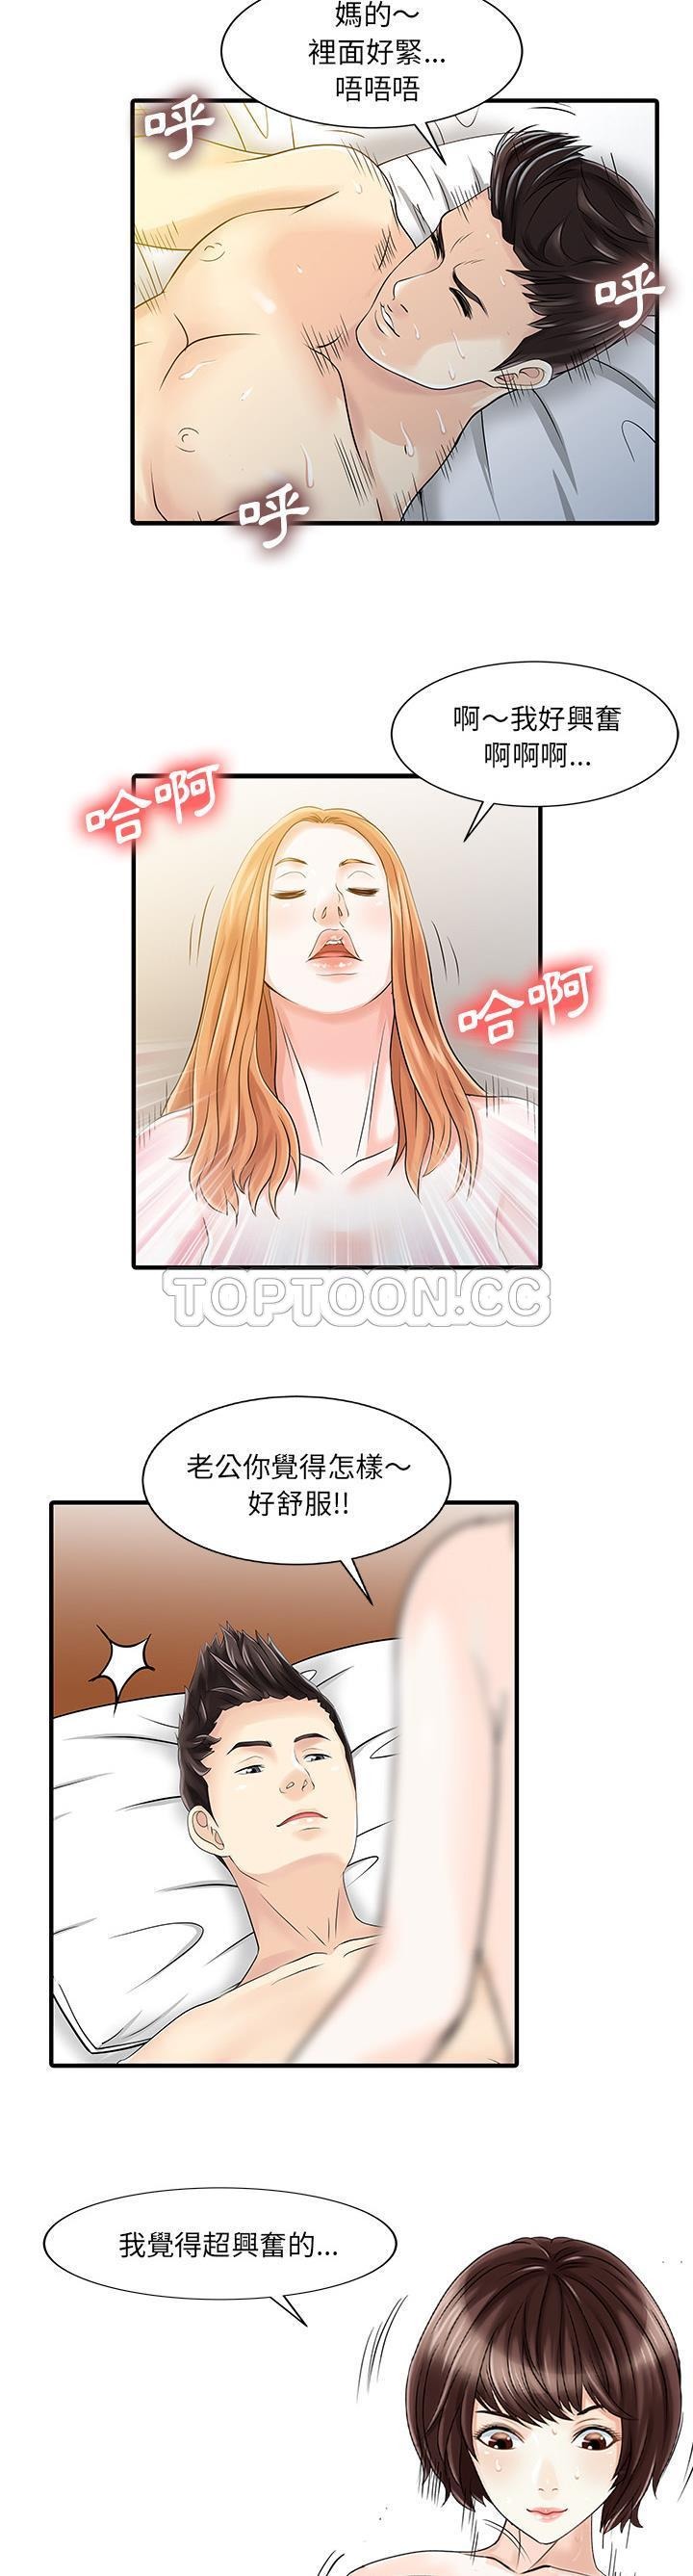 媽的～
裡面好緊...
唔唔唔
呼
呼
呼
啊～我好興奮
啊啊啊...
哈啊
哈啊
TOPTOON.CC
老公你覺得怎樣～
好舒服!!
我覺得超興奮的...